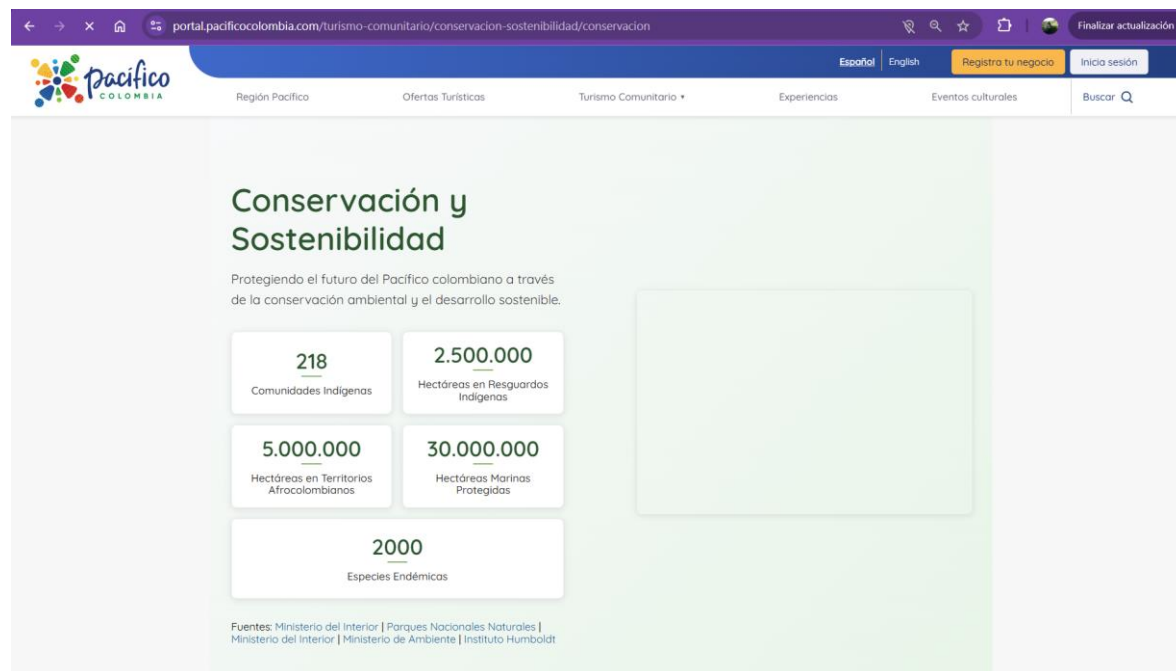 portal.pacificocolombia.com/turismo-comunitario/conservacion-sostenibilidad/conservacion
Finalizar actualización
pacífico
COLOMBIA
Español
English
Registra tu negocio
Inicia sesión
Región Pacífico
Ofertas Turísticas
Turismo Comunitario
Experiencias
Eventos culturales
Buscar
Conservación y
Sostenibilidad
Protegiendo el futuro del Pacífico colombiano a través
de la conservación ambiental y el desarrollo sostenible.
218
Comunidades Indígenas
2.500.000
Hectáreas en Resguardos
Indígenas
5.000.000
Hectáreas en Territorios
Afrocolombianos
30.000.000
Hectáreas Marinas
Protegidas
2000
Especies Endémicas
Fuentes: Ministerio del Interior | Parques Nacionales Naturales |
Ministerio del Interior | Ministerio de Ambiente | Instituto Humboldt